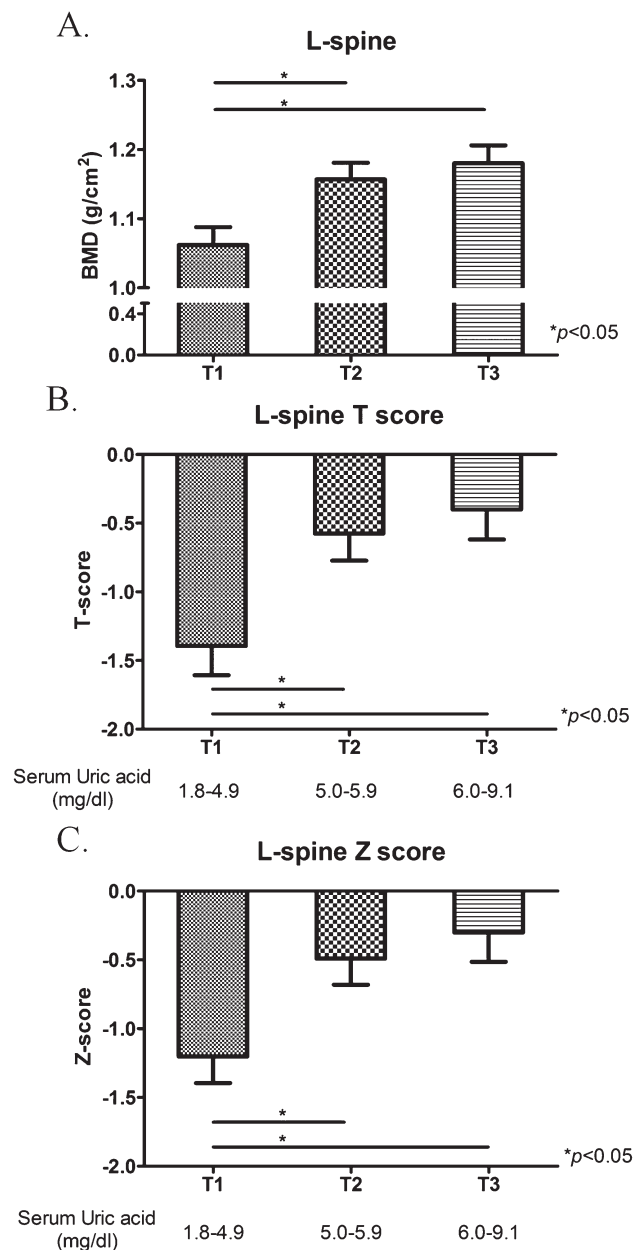 A.
L-spine
1.3
1.2
1.1
1.0
0.4
0.0
BMD (g/cm²)
*
*
*p<0.05
T1 T2 T3
B.
L-spine T score
0.0
-0.5
-1.0
-1.5
-2.0
T-score
*
*
*p<0.05
T1 T2 T3
Serum Uric acid
(mg/dl)
1.8-4.9 5.0-5.9 6.0-9.1
C.
L-spine Z score
0.0
-0.5
-1.0
-1.5
-2.0
Z-score
*
*
*p<0.05
T1 T2 T3
Serum Uric acid
(mg/dl)
1.8-4.9 5.0-5.9 6.0-9.1